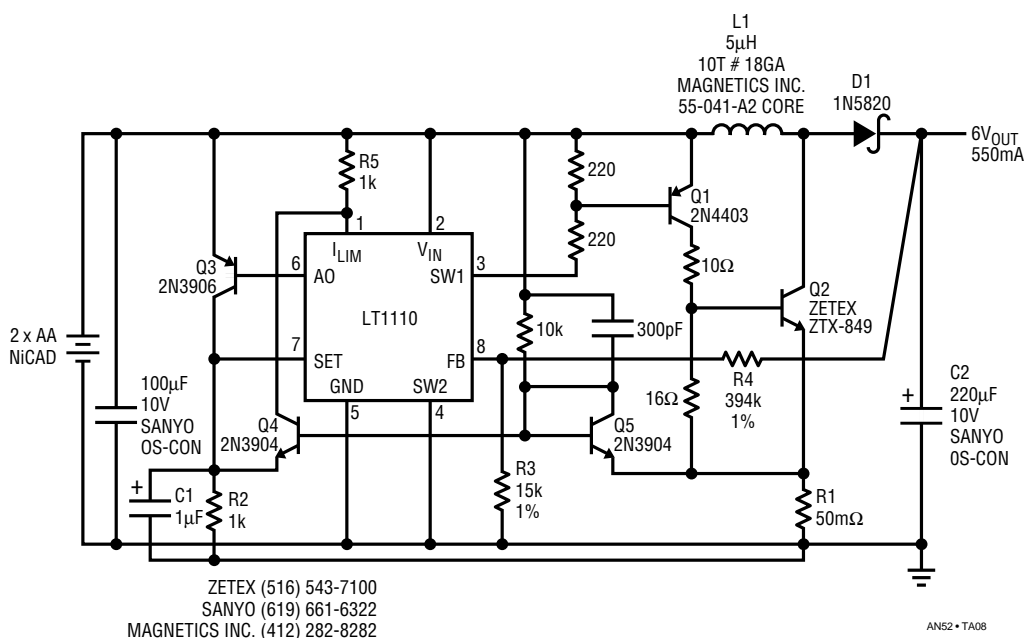 L1
5µH
10T # 18GA
MAGNETICS INC.
55-041-A2 CORE
D1
1N5820
6VOUT
550mA
R5
1k
220
220
Q1
2N4403
1
2
ILIM
VIN
6
AO
SW1
3
Q3
2N3906
10Ω
Q2
ZETEX
ZTX-849
LT1110
10k
300pF
2 x AA
NiCAD
7
SET
FB
8
GND
SW2
5
4
R4
394k
1%
100µF
10V
SANYO
OS-CON
+
C2
220µF
10V
SANYO
0S-CON
16Ω
Q4
2N3904
Q5
2N3904
+
C1
1µF
R2
1k
R3
15k
1%
R1
50mΩ
ZETEX (516) 543-7100
SANYO (619) 661-6322
MAGNETICS INC. (412) 282-8282
AN52 • TA08